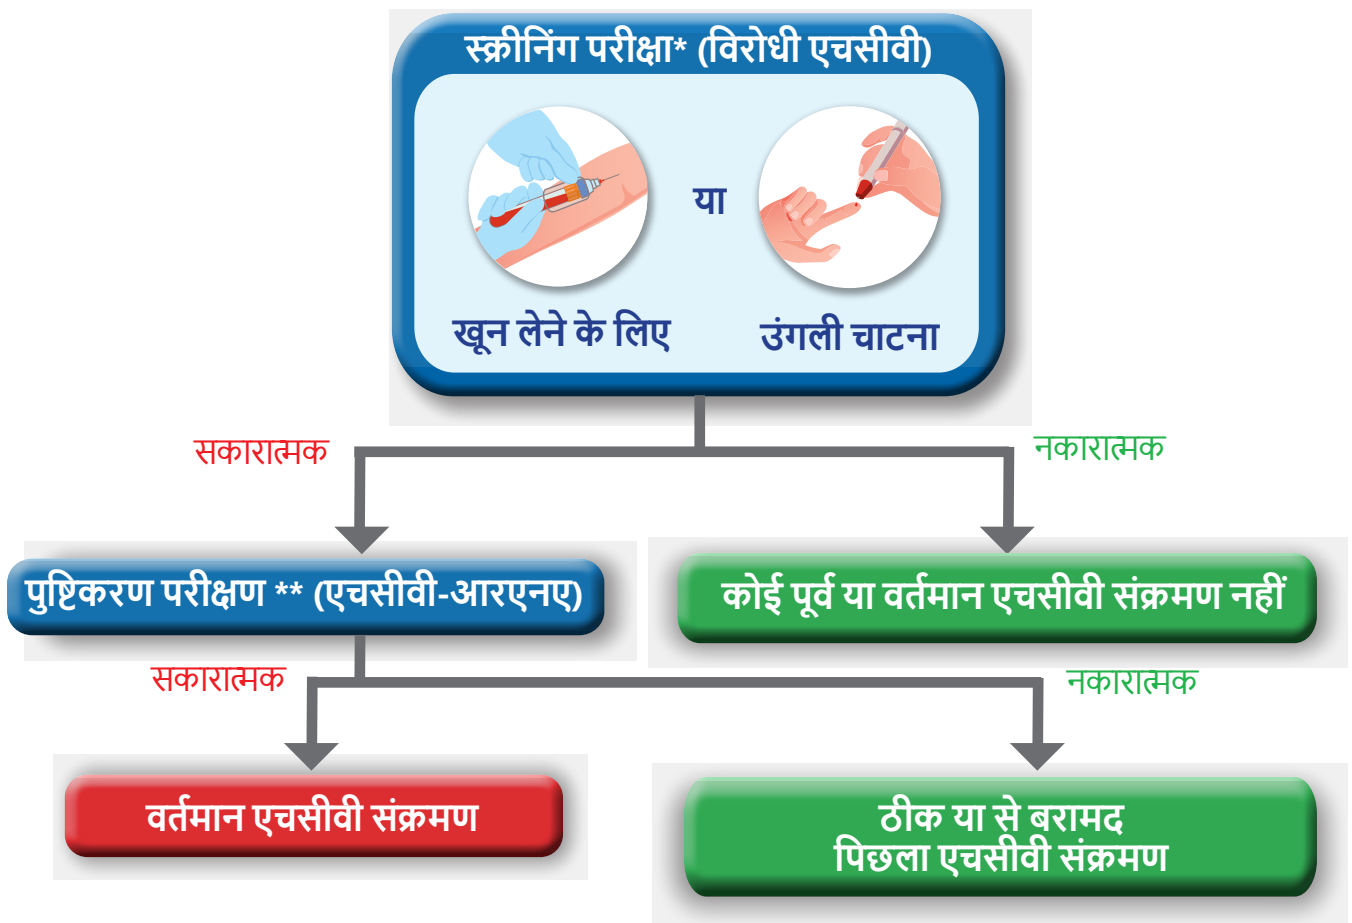 स्क्रीनिंग परीक्षा* (विरोधी एचसीवी)
या
खून लेने के लिए
उंगली चाटना
सकारात्मक
नकारात्मक
पुष्टिकरण परीक्षण ** (एचसीवी-आरएनए)
कोई पूर्व या वर्तमान एचसीवी संक्रमण नहीं
सकारात्मक
नकारात्मक
वर्तमान एचसीवी संक्रमण
ठीक या से बरामद
पिछला एचसीवी संक्रमण